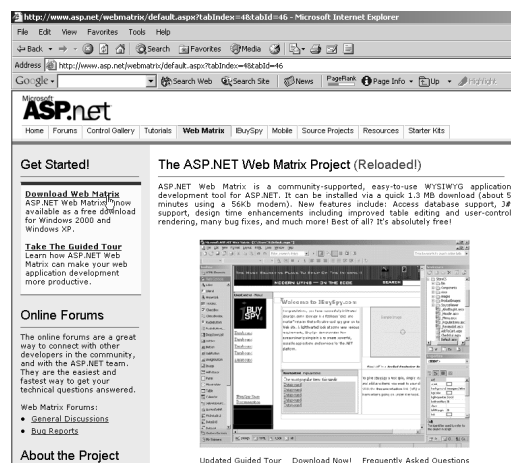 http://www.asp.net/webmatrix/default.aspx?tabIndex=4&tabId=46 - Microsoft Internet Explorer
File Edit View Favorites Tools Help
Back Search Favorites Media
Address http://www.asp.net/webmatrix/default.aspx?tabIndex=4&tabId=46
Google Search Web Search Site News PageRank Page Info Up Highlight
Microsoft
ASP.net
Home Forums Control Gallery Tutorials Web Matrix IBuySpy Mobile Source Projects Resources Starter Kits
Get Started!
Download Web Matrix
ASP.NET Web Matrix is now
available as a free download
for Windows 2000 and
Windows XP.
Take The Guided Tour
Learn how ASP.NET Web
Matrix can make your web
application development
more productive.
Online Forums
The online forums are a great
way to connect with other
developers in the community,
and with the ASP.NET team.
They are the easiest and
fastest way to get your
technical questions answered.
Web Matrix Forums:
General Discussions
Bug Reports
About the Project
The ASP.NET Web Matrix Project (Reloaded!)
ASP.NET Web Matrix is a community-supported, easy-to-use WYSIWYG application
development tool for ASP.NET. It can be installed via a quick 1.3 MB download (about 5
minutes using a 56Kb modem). New features include: Access database support, J#
support, design time enhancements including improved table editing and user-control
rendering, many bug fixes, and much more! Best of all? It's absolutely free!
MODERN LIVING — ON THE EDGE SEARCH
Welcome to IBuySpy.com
Updated Guided Tour Download Now! Frequently Asked Questions